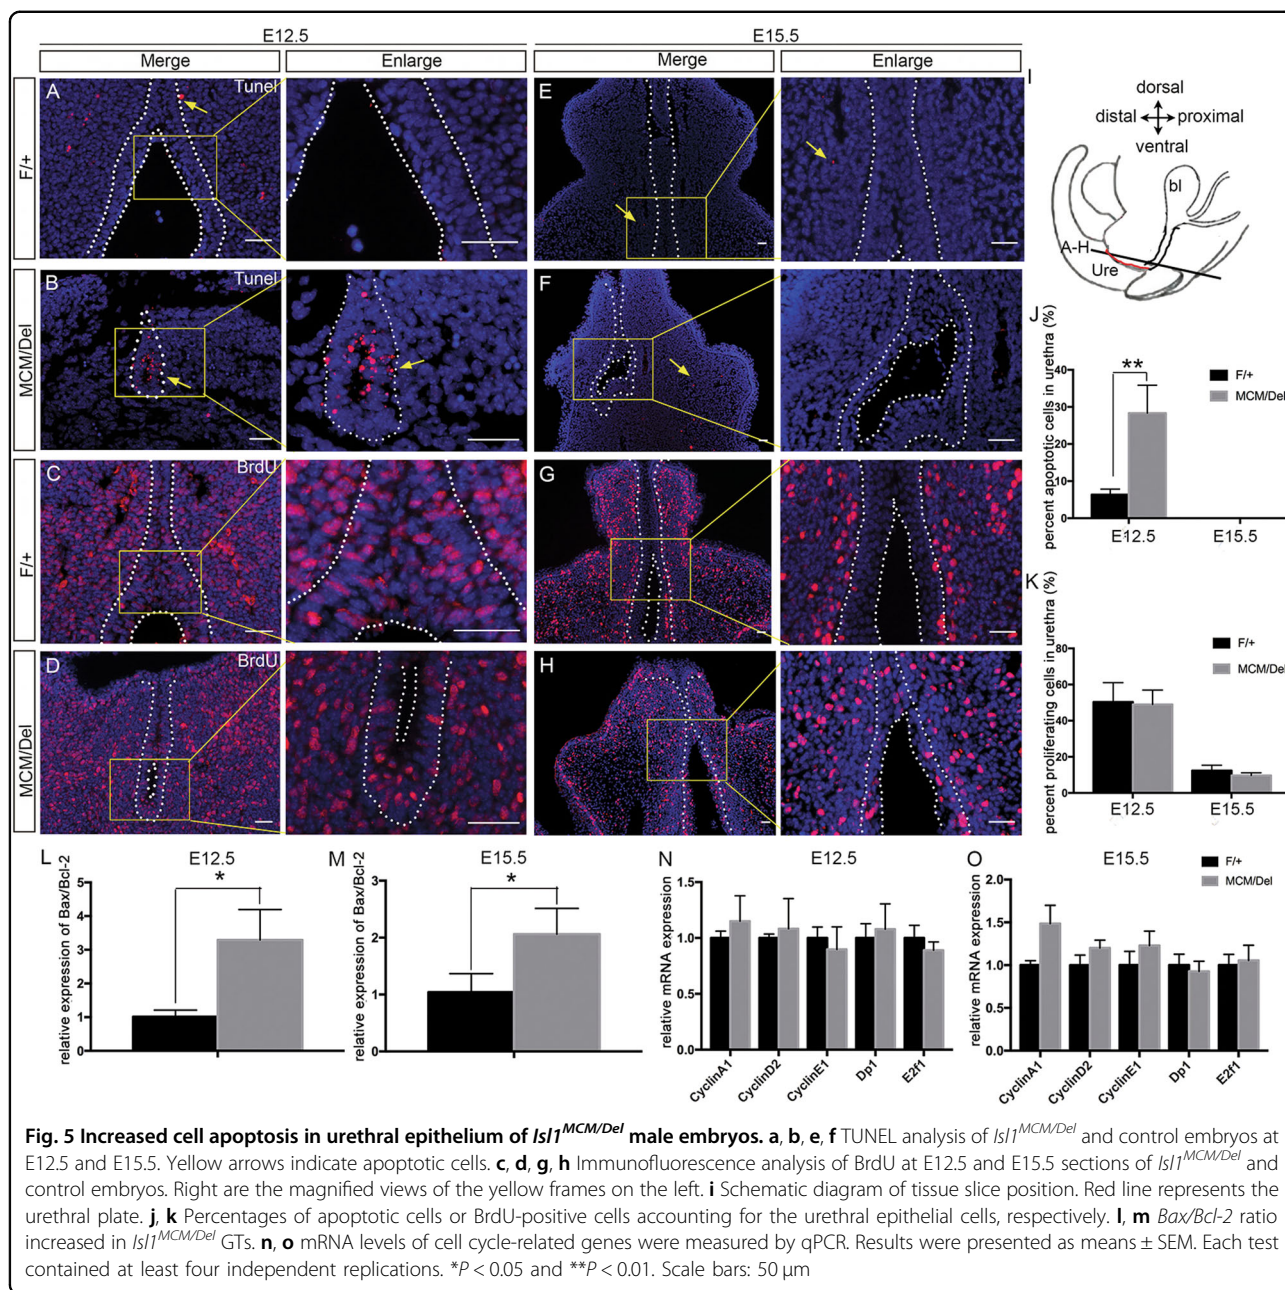 E12.5
E15.5
Merge
Enlarge
Merge
Enlarge
F/+
A
Tunel
E
MCM/Del
B
Tunel
F
F/+
C
BrdU
G
MCM/Del
D
BrdU
H
I
dorsal
distal
proximal
ventral
bl
A-H
Ure
J
percent apoptotic cells in urethra (%)
40
30
20
10
0
**
F/+
MCM/Del
E12.5
E15.5
K
percent proliferating cells in urethra (%)
80
60
40
20
0
F/+
MCM/Del
E12.5
E15.5
L
E12.5
relative expression of Bax/Bcl-2
5
4
3
2
1
0
*
M
E15.5
relative expression of Bax/Bcl-2
3
2
1
0
*
N
E12.5
relative mRNA expression
1.5
1.0
0.5
0.0
CyclinA1
CyclinD2
CyclinE1
Dp1
E2f1
O
E15.5
relative mRNA expression
2.0
1.5
1.0
0.5
0.0
F/+
MCM/Del
CyclinA1
CyclinD2
CyclinE1
Dp1
E2f1
Fig. 5 Increased cell apoptosis in urethral epithelium of Isl1^MCM/Del male embryos. a, b, e, f TUNEL analysis of Isl1^MCM/Del and control embryos at
E12.5 and E15.5. Yellow arrows indicate apoptotic cells. c, d, g, h Immunofluorescence analysis of BrdU at E12.5 and E15.5 sections of Isl1^MCM/Del and
control embryos. Right are the magnified views of the yellow frames on the left. i Schematic diagram of tissue slice position. Red line represents the
urethral plate. j, k Percentages of apoptotic cells or BrdU-positive cells accounting for the urethral epithelial cells, respectively. l, m Bax/Bcl-2 ratio
increased in Isl1^MCM/Del GTs. n, o mRNA levels of cell cycle-related genes were measured by qPCR. Results were presented as means ± SEM. Each test
contained at least four independent replications. *P < 0.05 and **P < 0.01. Scale bars: 50 μm